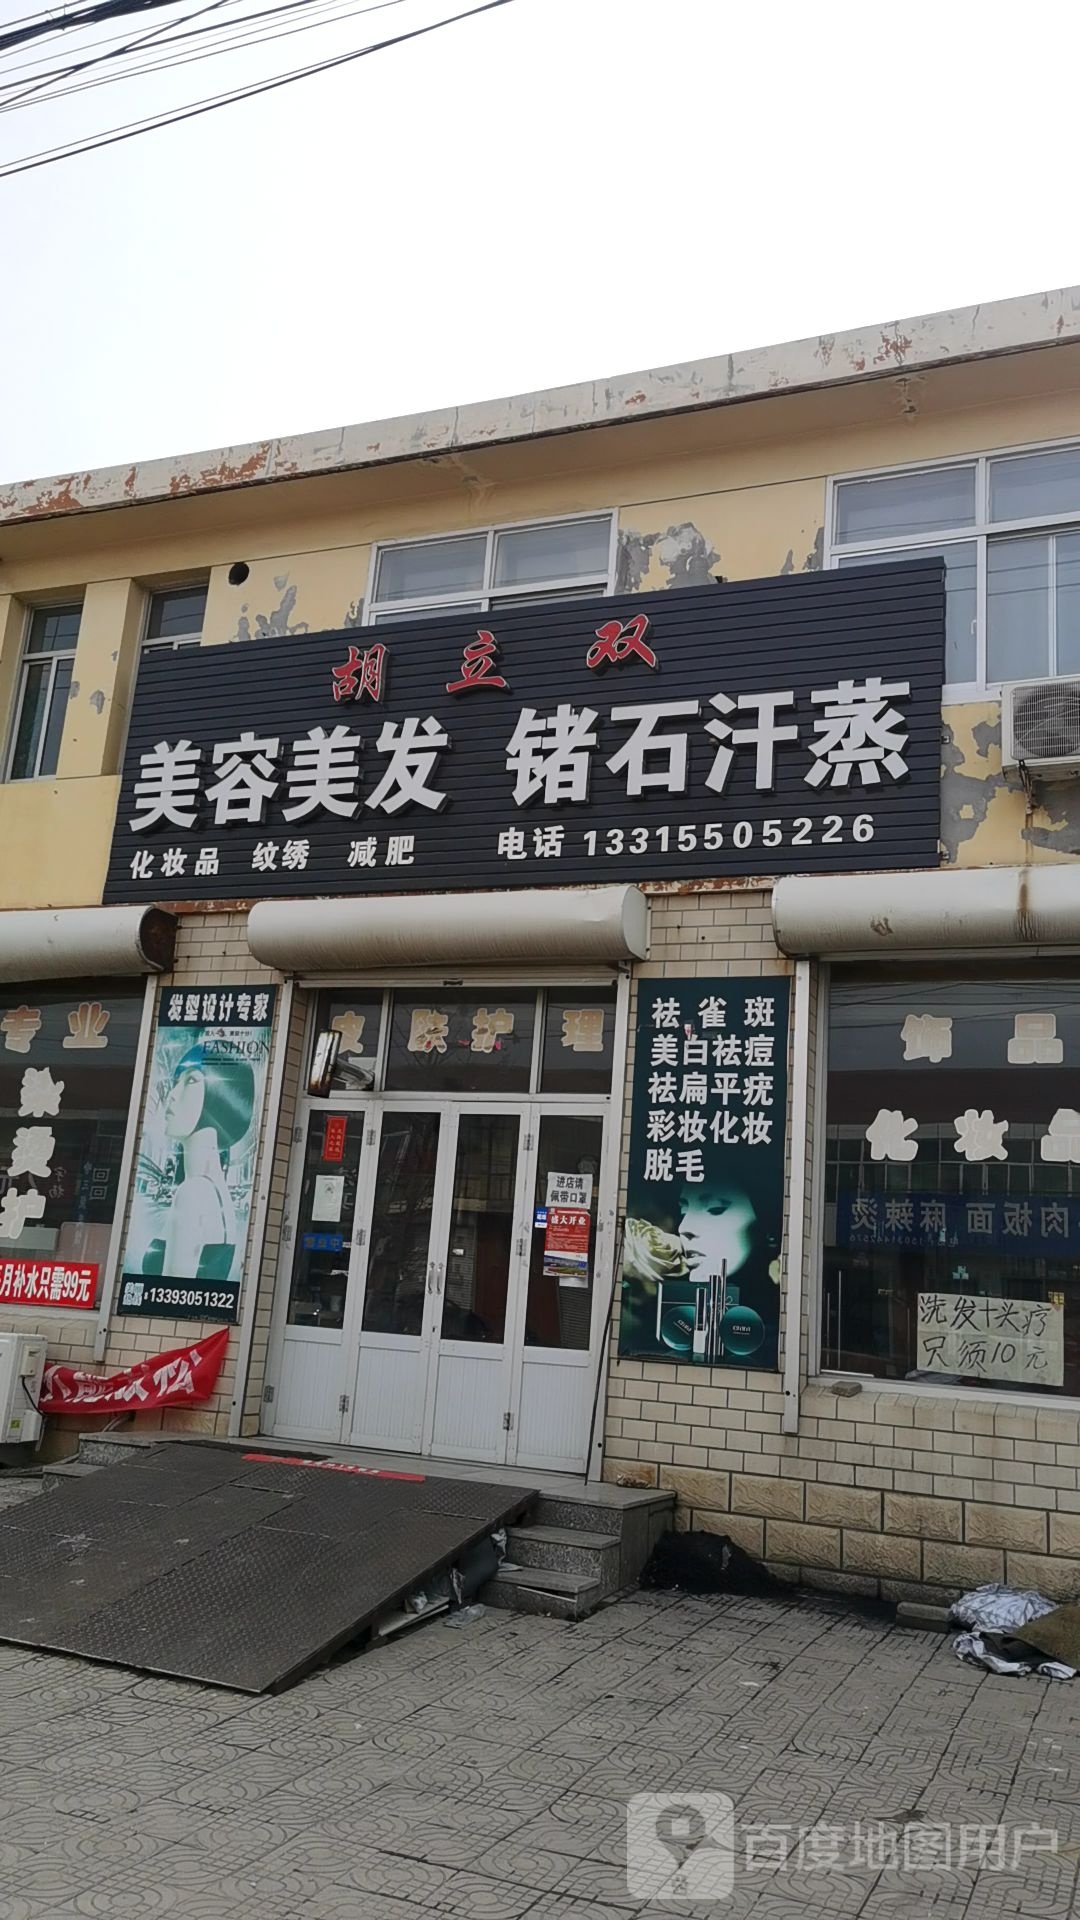 胡立双
美容美发 锗石汗蒸
化妆品 纹绣 减肥 电话 13315505226
专业
染烫护
月补水只需99元
发型设计专家
FASHION
13393051322
皮肤护理
进店请
佩带口罩
盛大开业
祛雀斑
美白祛痘
祛扁平疣
彩妆化妆
脱毛
饰品
化妆品
肉板面麻辣烫
洗发+头疗
只须10元
百度地图用户